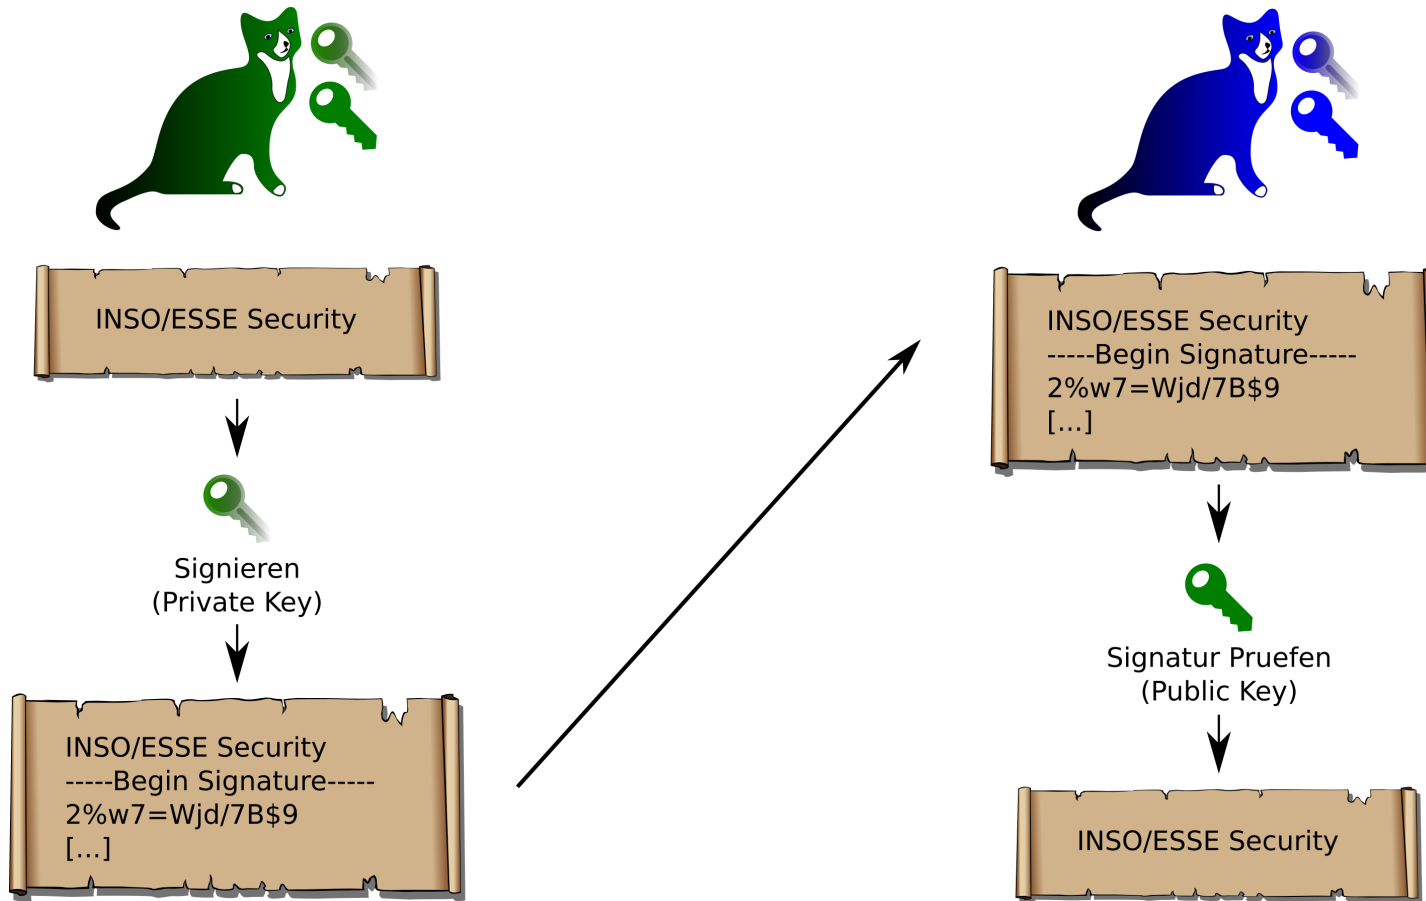 INSO/ESSE Security
Signieren
(Private Key)
INSO/ESSE Security
-----Begin Signature-----
2%w7=Wjd/7B$9
[...]
INSO/ESSE Security
-----Begin Signature-----
2%w7=Wjd/7B$9
[...]
Signatur Pruefen
(Public Key)
INSO/ESSE Security